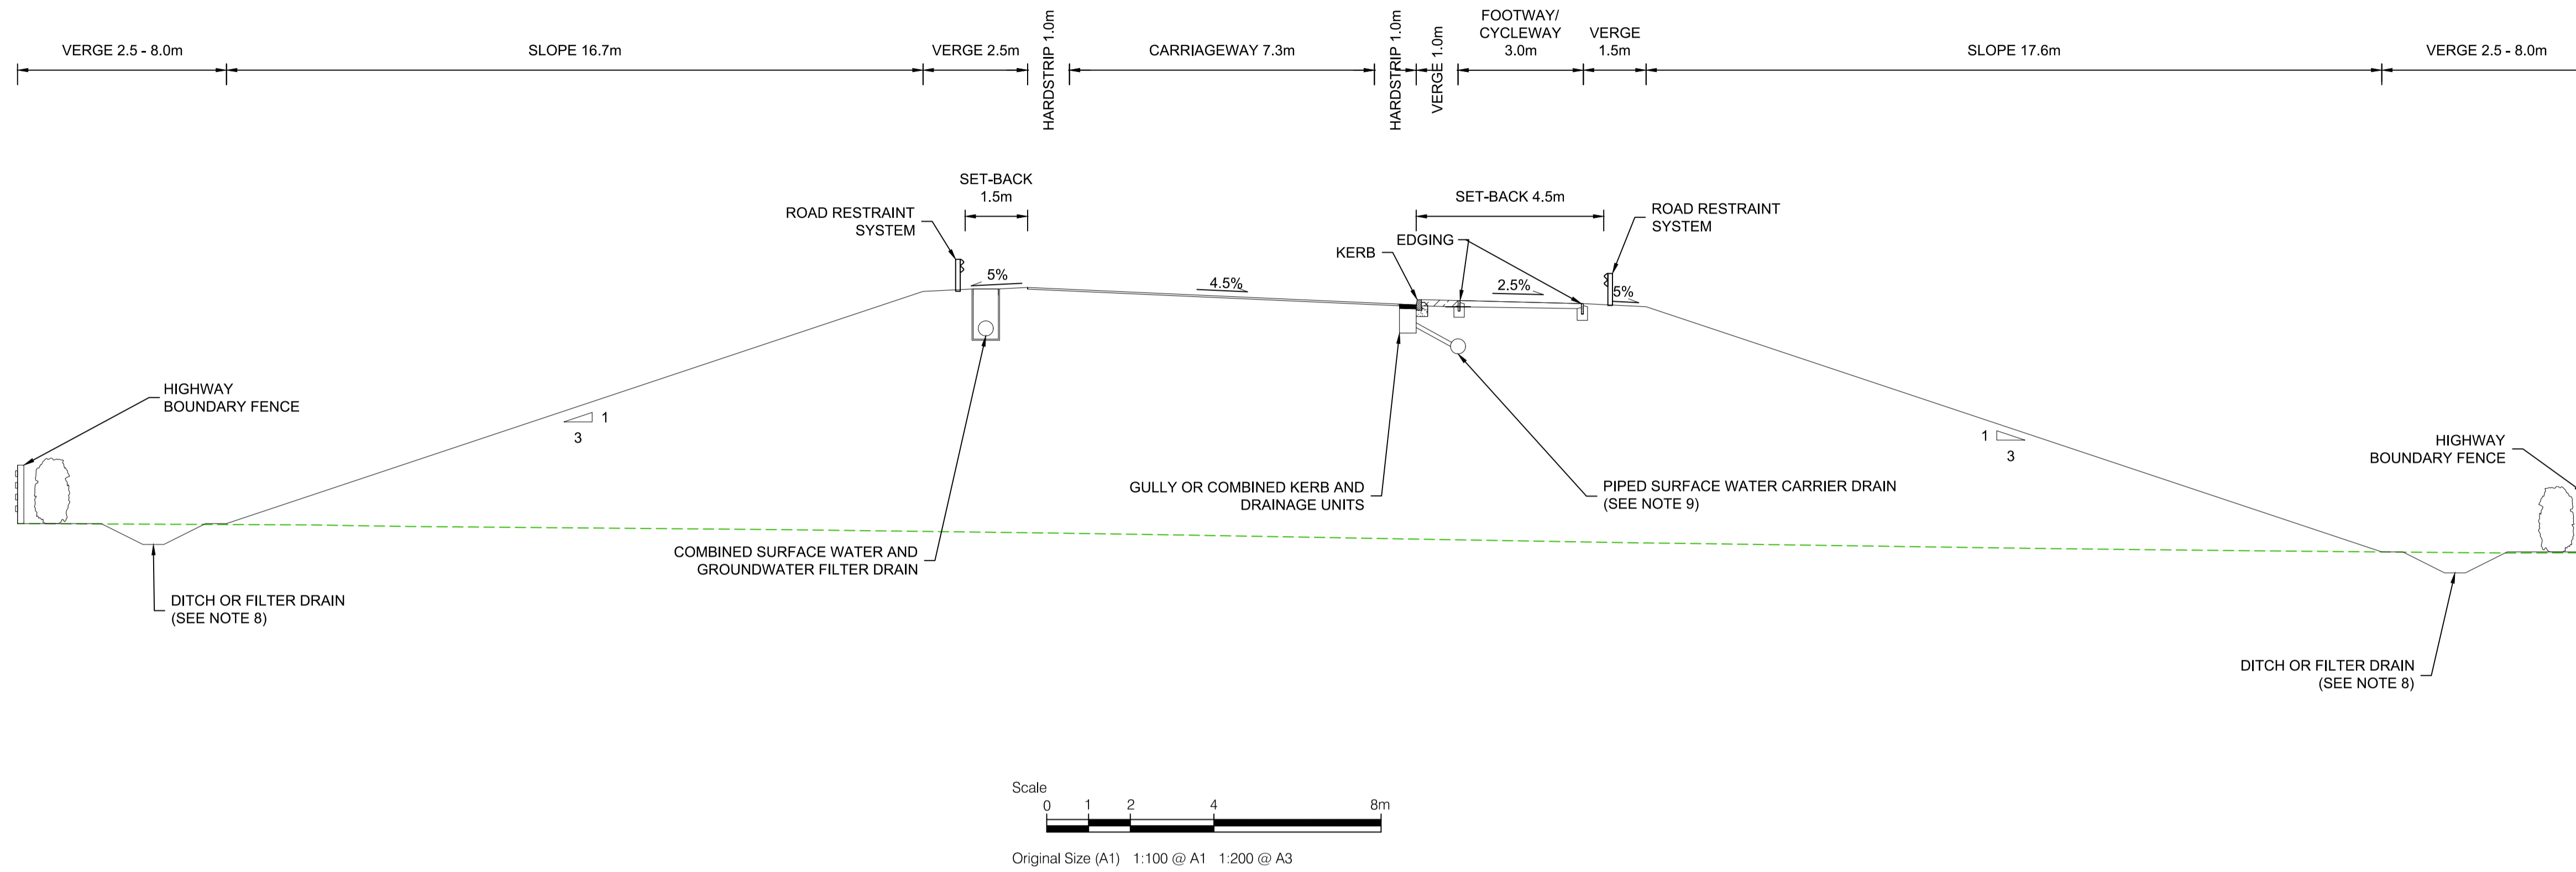 VERGE 2.5 - 8.0m
SLOPE 16.7m
VERGE 2.5m
HARDSTRIP 1.0m
CARRIAGEWAY 7.3m
HARDSTRIP 1.0m
VERGE 1.0m
FOOTWAY/
CYCLEWAY
3.0m
VERGE
1.5m
SLOPE 17.6m
VERGE 2.5 - 8.0m
SET-BACK
1.5m
SET-BACK 4.5m
ROAD RESTRAINT
SYSTEM
ROAD RESTRAINT
SYSTEM
EDGING
KERB
5%
4.5%
2.5%
5%
HIGHWAY
BOUNDARY FENCE
1
3
1
3
HIGHWAY
BOUNDARY FENCE
GULLY OR COMBINED KERB AND
DRAINAGE UNITS
PIPED SURFACE WATER CARRIER DRAIN
(SEE NOTE 9)
COMBINED SURFACE WATER AND
GROUNDWATER FILTER DRAIN
DITCH OR FILTER DRAIN
(SEE NOTE 8)
DITCH OR FILTER DRAIN
(SEE NOTE 8)
Scale
0 1 2 4 8m
Original Size (A1) 1:100 @ A1 1:200 @ A3